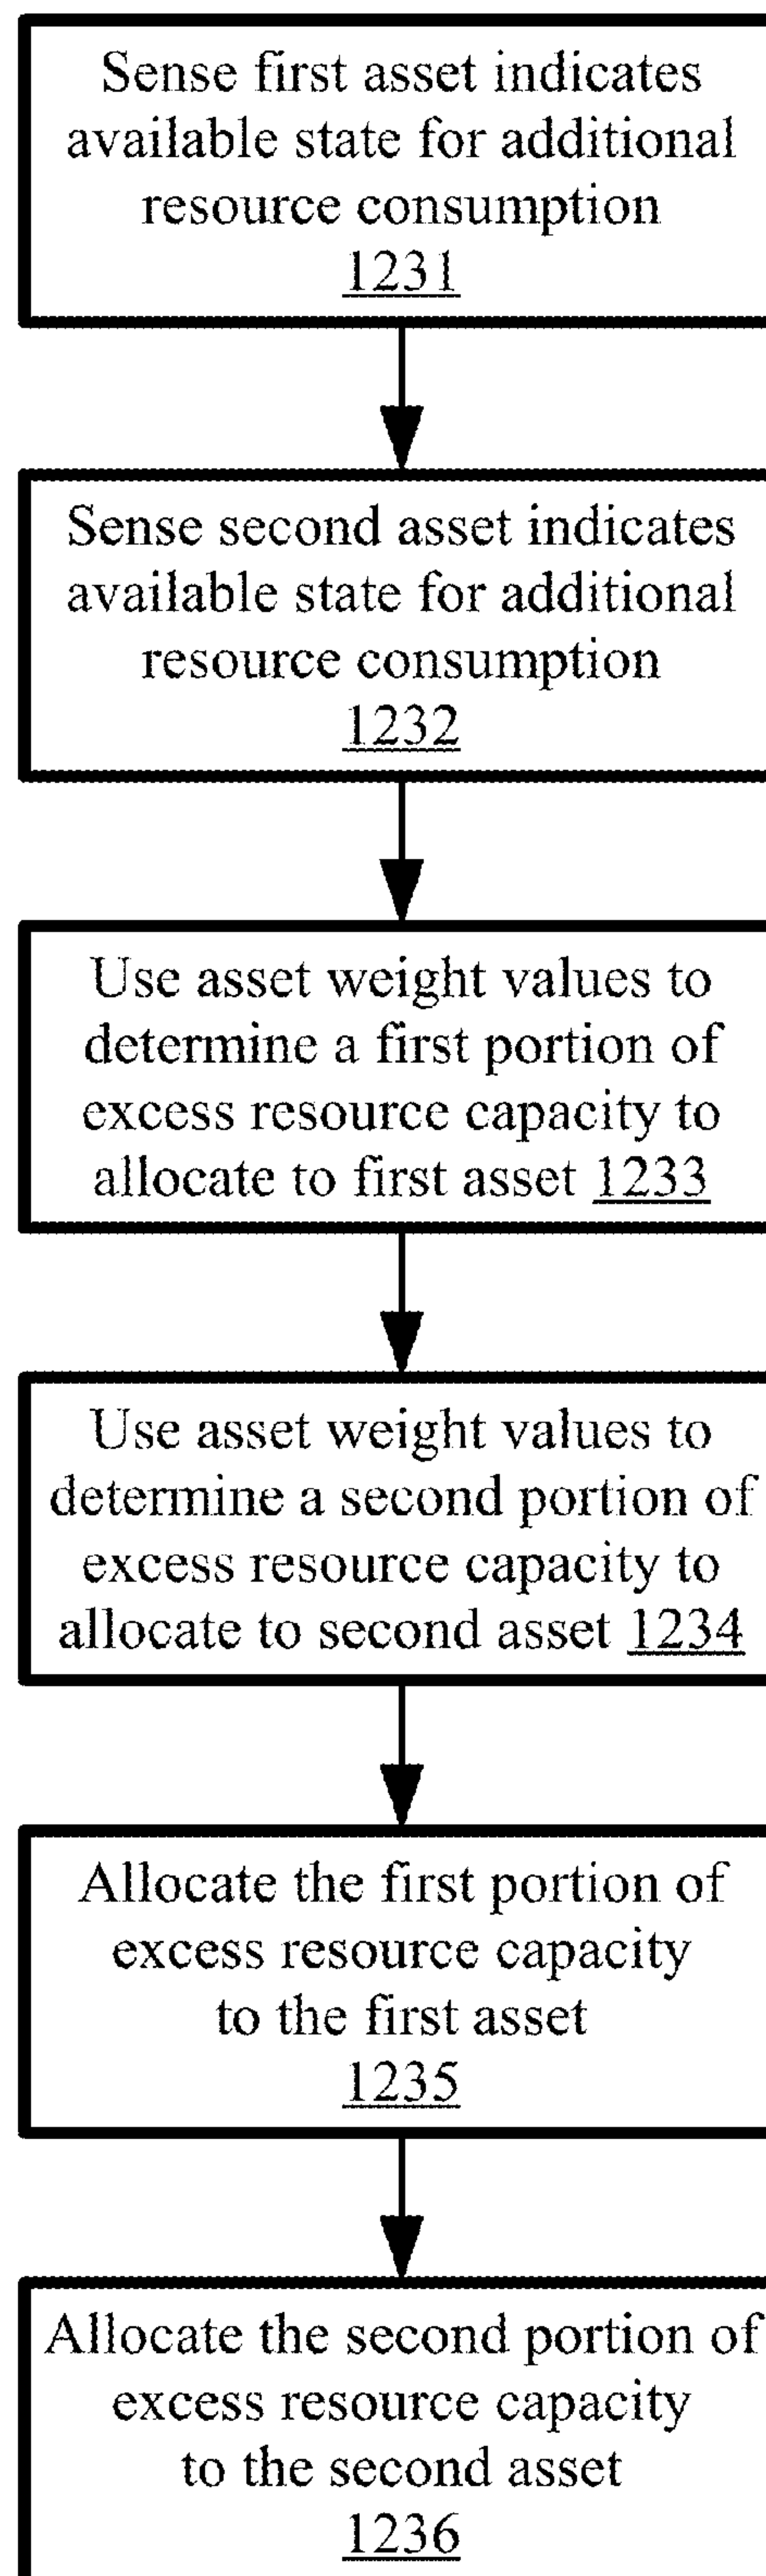 Sense first asset indicates
available state for additional
resource consumption
1231
Sense second asset indicates
available state for additional
resource consumption
1232
Use asset weight values to
determine a first portion of
excess resource capacity to
allocate to first asset 1233
Use asset weight values to
determine a second portion of
excess resource capacity to
allocate to second asset 1234
Allocate the first portion of
excess resource capacity
to the first asset
1235
Allocate the second portion of
excess resource capacity
to the second asset
1236